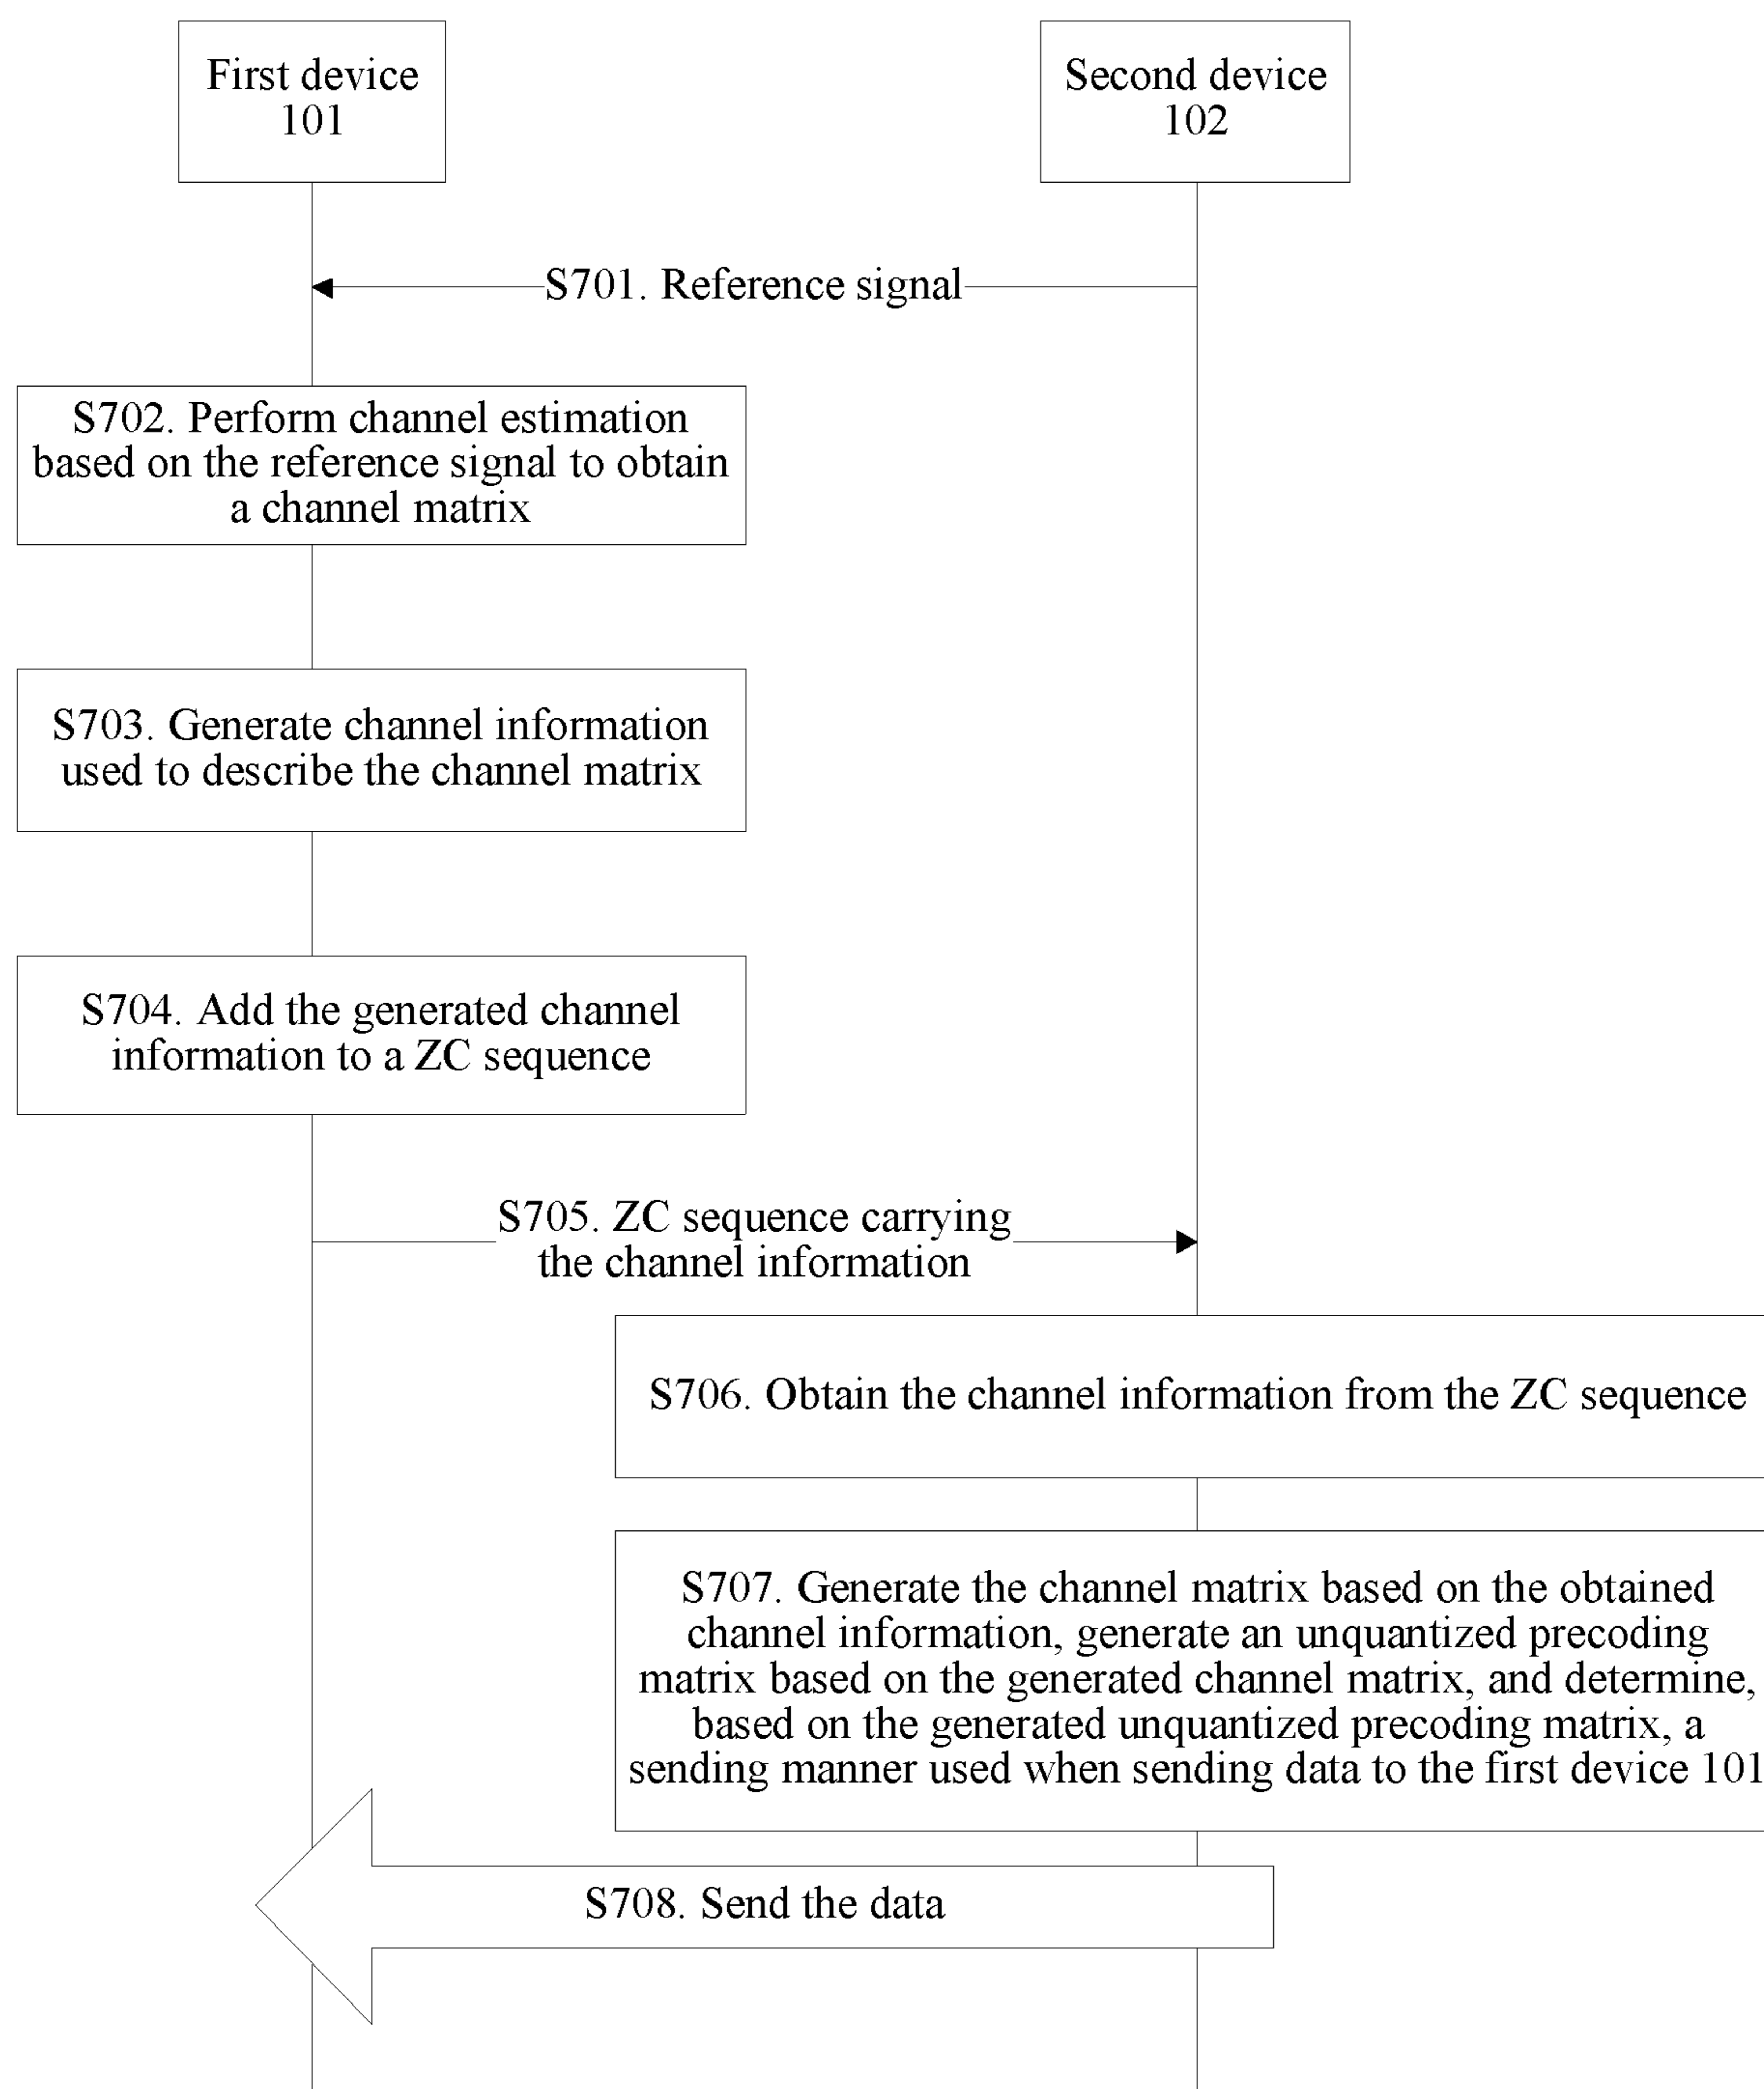 First device
101
Second device
102
S701. Reference signal
S702. Perform channel estimation
based on the reference signal to obtain
a channel matrix
S703. Generate channel information
used to describe the channel matrix
S704. Add the generated channel
information to a ZC sequence
S705. ZC sequence carrying
the channel information
S706. Obtain the channel information from the ZC sequence
S707. Generate the channel matrix based on the obtained
channel information, generate an unquantized precoding
matrix based on the generated channel matrix, and determine,
based on the generated unquantized precoding matrix, a
sending manner used when sending data to the first device 101
S708. Send the data